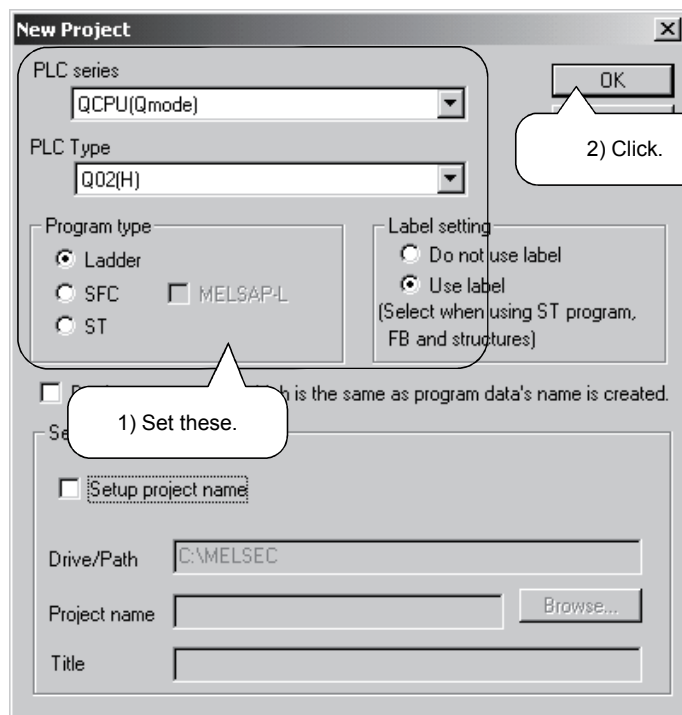 New Project
PLC series
OK
QCPU(Qmode)
2) Click.
PLC Type
Q02(H)
Program type
Label setting
Ladder
Do not use label
SFC
MELSAP-L
Use label
ST
(Select when using ST program,
FB and structures)
is the same as program data's name is created.
1) Set these.
Setup project name
Drive/Path
C:\MELSEC
Project name
Browse...
Title